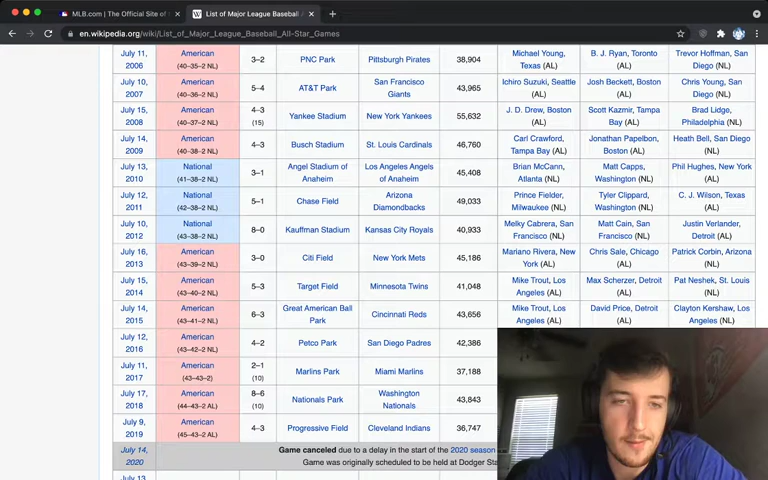 MLB.com | The Official Site of
List of Major League Baseball
en.wikipedia.org/wiki/List_of_Major_League_Baseball_All-Star_Games
July 11, 2006 American (40–35–2 NL) 3–2 PNC Park Pittsburgh Pirates 38,904 Michael Young, Texas (AL) B. J. Ryan, Toronto (AL) Trevor Hoffman, San Diego (NL)
July 10, 2007 American (40–36–2 NL) 5–4 AT&T Park San Francisco Giants 43,965 Ichiro Suzuki, Seattle (AL) Josh Beckett, Boston (AL) Chris Young, San Diego (NL)
July 15, 2008 American (40–37–2 NL) 4–3 (15) Yankee Stadium New York Yankees 55,632 J. D. Drew, Boston (AL) Scott Kazmir, Tampa Bay (AL) Brad Lidge, Philadelphia (NL)
July 14, 2009 American (40–38–2 NL) 4–3 Busch Stadium St. Louis Cardinals 46,760 Carl Crawford, Tampa Bay (AL) Jonathan Papelbon, Boston (AL) Heath Bell, San Diego (NL)
July 13, 2010 National (41–38–2 NL) 3–1 Angel Stadium of Anaheim Los Angeles Angels of Anaheim 45,408 Brian McCann, Atlanta (NL) Matt Capps, Washington (NL) Phil Hughes, New York (AL)
July 12, 2011 National (42–38–2 NL) 5–1 Chase Field Arizona Diamondbacks 49,033 Prince Fielder, Milwaukee (NL) Tyler Clippard, Washington (NL) C. J. Wilson, Texas (AL)
July 10, 2012 National (43–38–2 NL) 8–0 Kauffman Stadium Kansas City Royals 40,933 Melky Cabrera, San Francisco (NL) Matt Cain, San Francisco (NL) Justin Verlander, Detroit (AL)
July 16, 2013 American (43–39–2 NL) 3–0 Citi Field New York Mets 45,186 Mariano Rivera, New York (AL) Chris Sale, Chicago (AL) Patrick Corbin, Arizona (NL)
July 15, 2014 American (43–40–2 NL) 5–3 Target Field Minnesota Twins 41,048 Mike Trout, Los Angeles (AL) Max Scherzer, Detroit (AL) Pat Neshek, St. Louis (NL)
July 14, 2015 American (43–41–2 NL) 6–3 Great American Ball Park Cincinnati Reds 43,656 Mike Trout, Los Angeles (AL) David Price, Detroit (AL) Clayton Kershaw, Los Angeles (NL)
July 12, 2016 American (43–42–2 NL) 4–2 Petco Park San Diego Padres 42,386
July 11, 2017 American (43–43–2) 2–1 (10) Marlins Park Miami Marlins 37,188
July 17, 2018 American (44–43–2 AL) 8–6 (10) Nationals Park Washington Nationals 43,843
July 9, 2019 American (45–43–2 AL) 4–3 Progressive Field Cleveland Indians 36,747
July 14, 2020 Game canceled due to a delay in the start of the 2020 season
Game was originally scheduled to be held at Dodger Sta
July 13